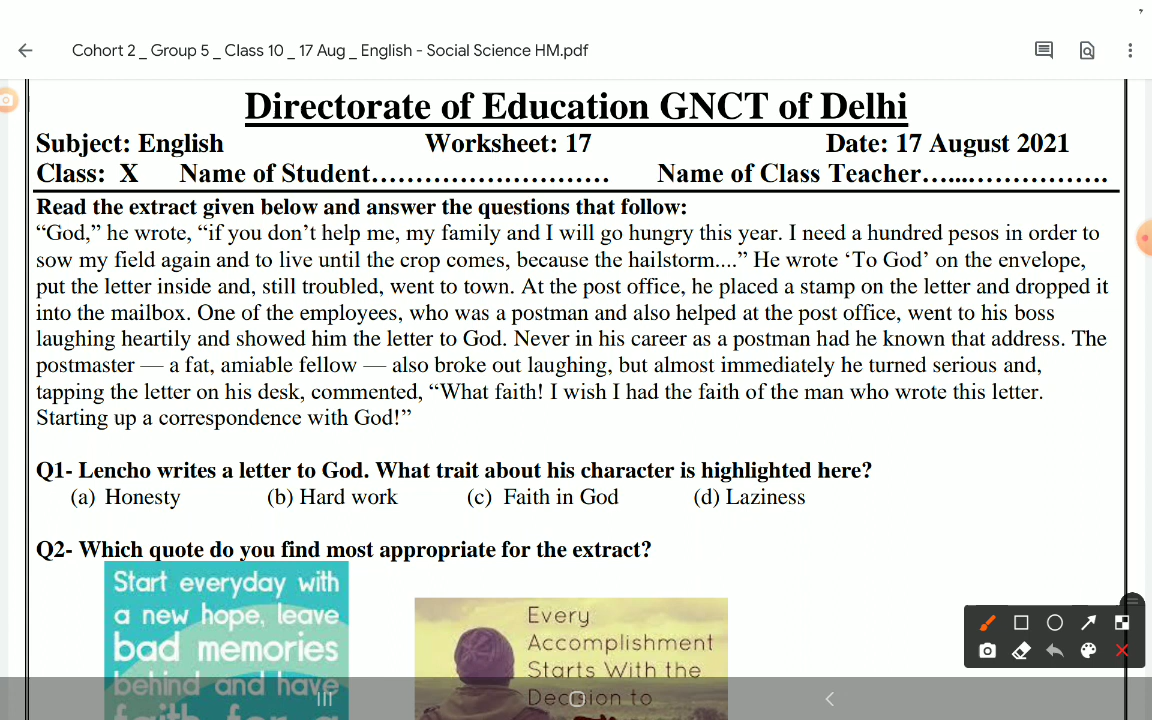 Cohort 2 _ Group 5 _ Class 10 _ 17 Aug _ English - Social Science HM.pdf
Directorate of Education GNCT of Delhi
Subject: English Worksheet: 17 Date: 17 August 2021
Class: X Name of Student……………………… Name of Class Teacher…....……………
Read the extract given below and answer the questions that follow:
“God,” he wrote, “if you don’t help me, my family and I will go hungry this year. I need a hundred pesos in order to
sow my field again and to live until the crop comes, because the hailstorm....” He wrote ‘To God’ on the envelope,
put the letter inside and, still troubled, went to town. At the post office, he placed a stamp on the letter and dropped it
into the mailbox. One of the employees, who was a postman and also helped at the post office, went to his boss
laughing heartily and showed him the letter to God. Never in his career as a postman had he known that address. The
postmaster — a fat, amiable fellow — also broke out laughing, but almost immediately he turned serious and,
tapping the letter on his desk, commented, “What faith! I wish I had the faith of the man who wrote this letter.
Starting up a correspondence with God!”
Q1- Lencho writes a letter to God. What trait about his character is highlighted here?
(a) Honesty (b) Hard work (c) Faith in God (d) Laziness
Q2- Which quote do you find most appropriate for the extract?
Start everyday with
a new hope, leave
bad memories
behind and have
faith for a
Every
Accomplishment
Starts With the
Decision to